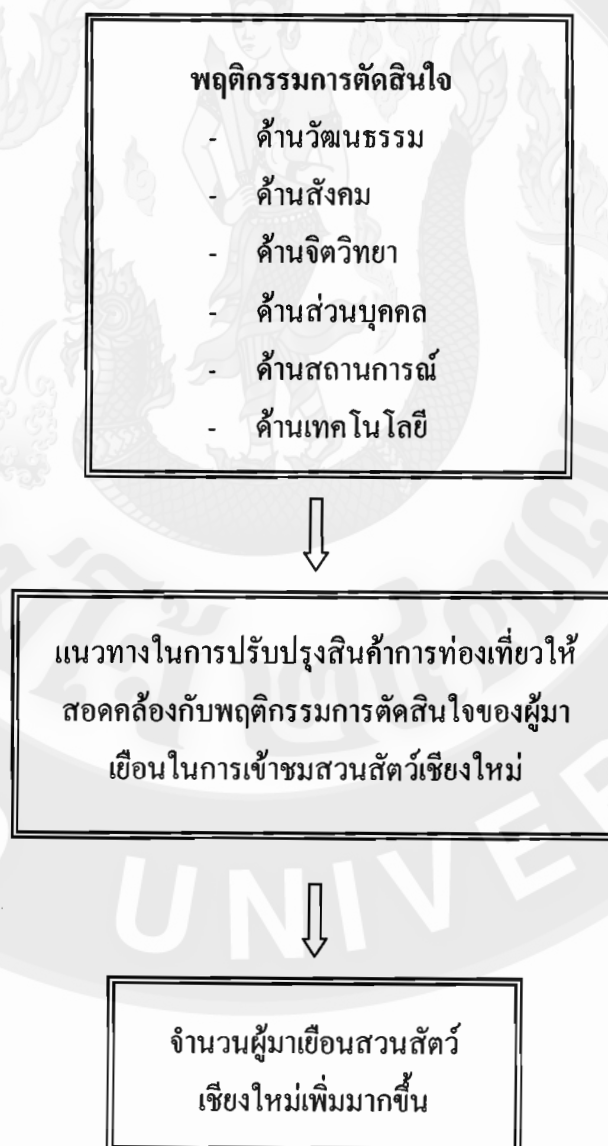 พฤติกรรมการตัดสินใจ
- ด้านวัฒนธรรม
- ด้านสังคม
- ด้านจิตวิทยา
- ด้านส่วนบุคคล
- ด้านสถานการณ์
- ด้านเทคโนโลยี
แนวทางในการปรับปรุงสินค้าการท่องเที่ยวให้
สอดคล้องกับพฤติกรรมการตัดสินใจของผู้มา
เยือนในการเข้าชมสวนสัตว์เชียงใหม่
UNIVE
จำนวนผู้มาเยือนสวนสัตว์
เชียงใหม่เพิ่มมากขึ้น